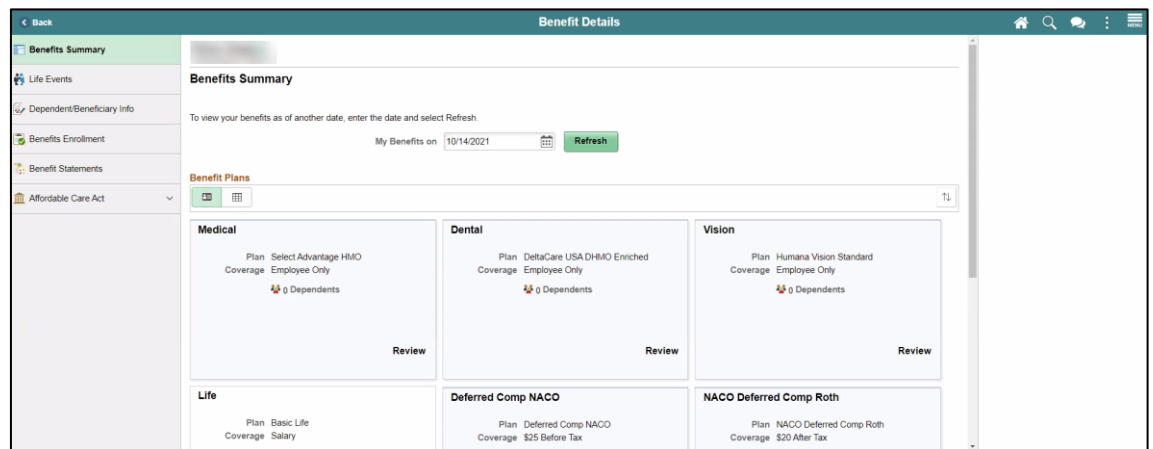 Back
Benefit Details
MENU
Benefits Summary
Life Events
Dependent/Beneficiary Info
Benefits Enrollment
Benefit Statements
Affordable Care Act
Benefits Summary
To view your benefits as of another date, enter the date and select Refresh.
My Benefits on 10/14/2021 Refresh
Benefit Plans
Medical
Plan Select Advantage HMO
Coverage Employee Only
0 Dependents
Review
Dental
Plan DeltaCare USA DHMO Enriched
Coverage Employee Only
0 Dependents
Review
Vision
Plan Humana Vision Standard
Coverage Employee Only
0 Dependents
Review
Life
Plan Basic Life
Coverage Salary
Deferred Comp NACO
Plan Deferred Comp NACO
Coverage $25 Before Tax
NACO Deferred Comp Roth
Plan NACO Deferred Comp Roth
Coverage $20 After Tax